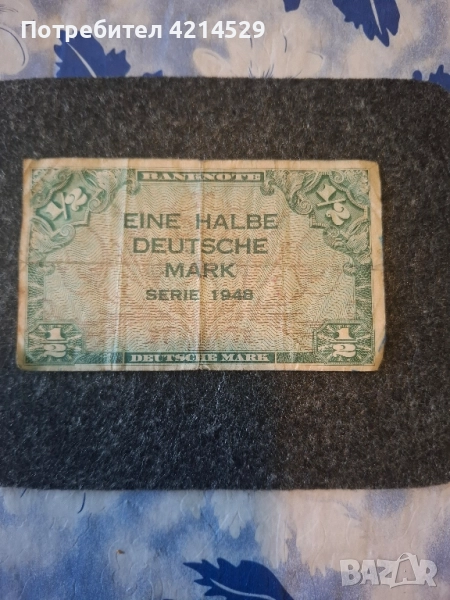 Потребител 4214529
BANKNOTE
1/2 1/2
EINE HALBE
DEUTSCHE
MARK
SERIE 1948
1/2 1/2
DEUTSCHE MARK
BAZAR